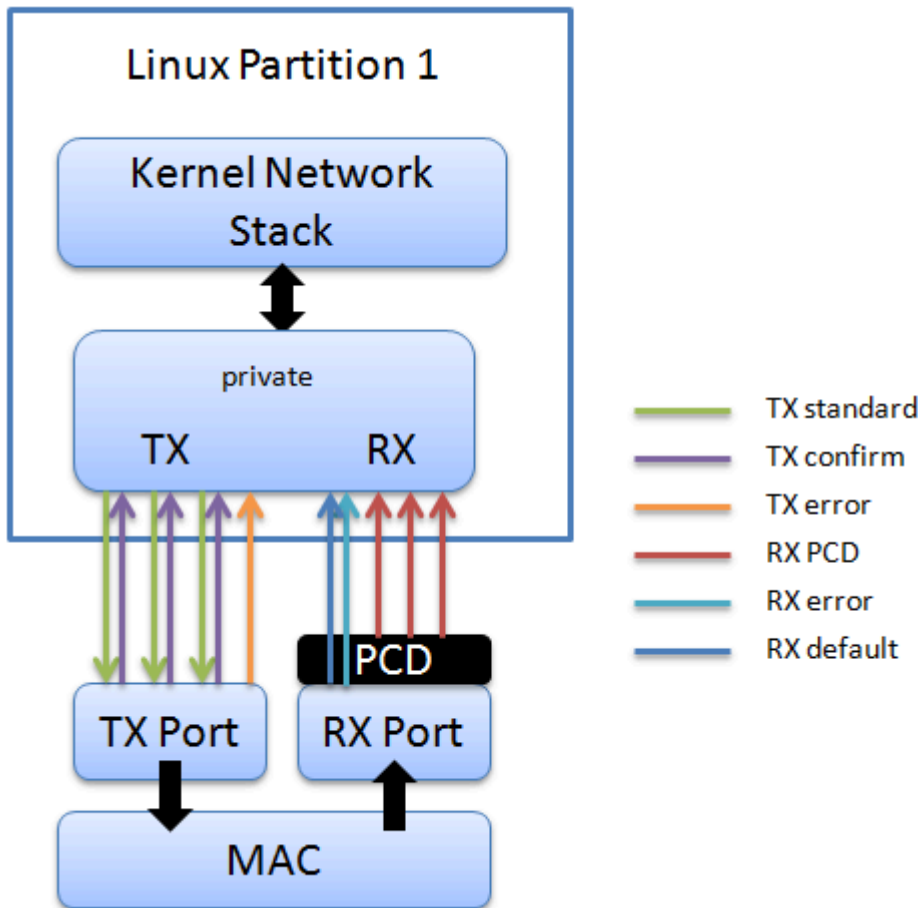 Linux Partition 1
Kernel Network
Stack
private
TX
RX
PCD
TX Port
RX Port
MAC
TX standard
TX confirm
TX error
RX PCD
RX error
RX default